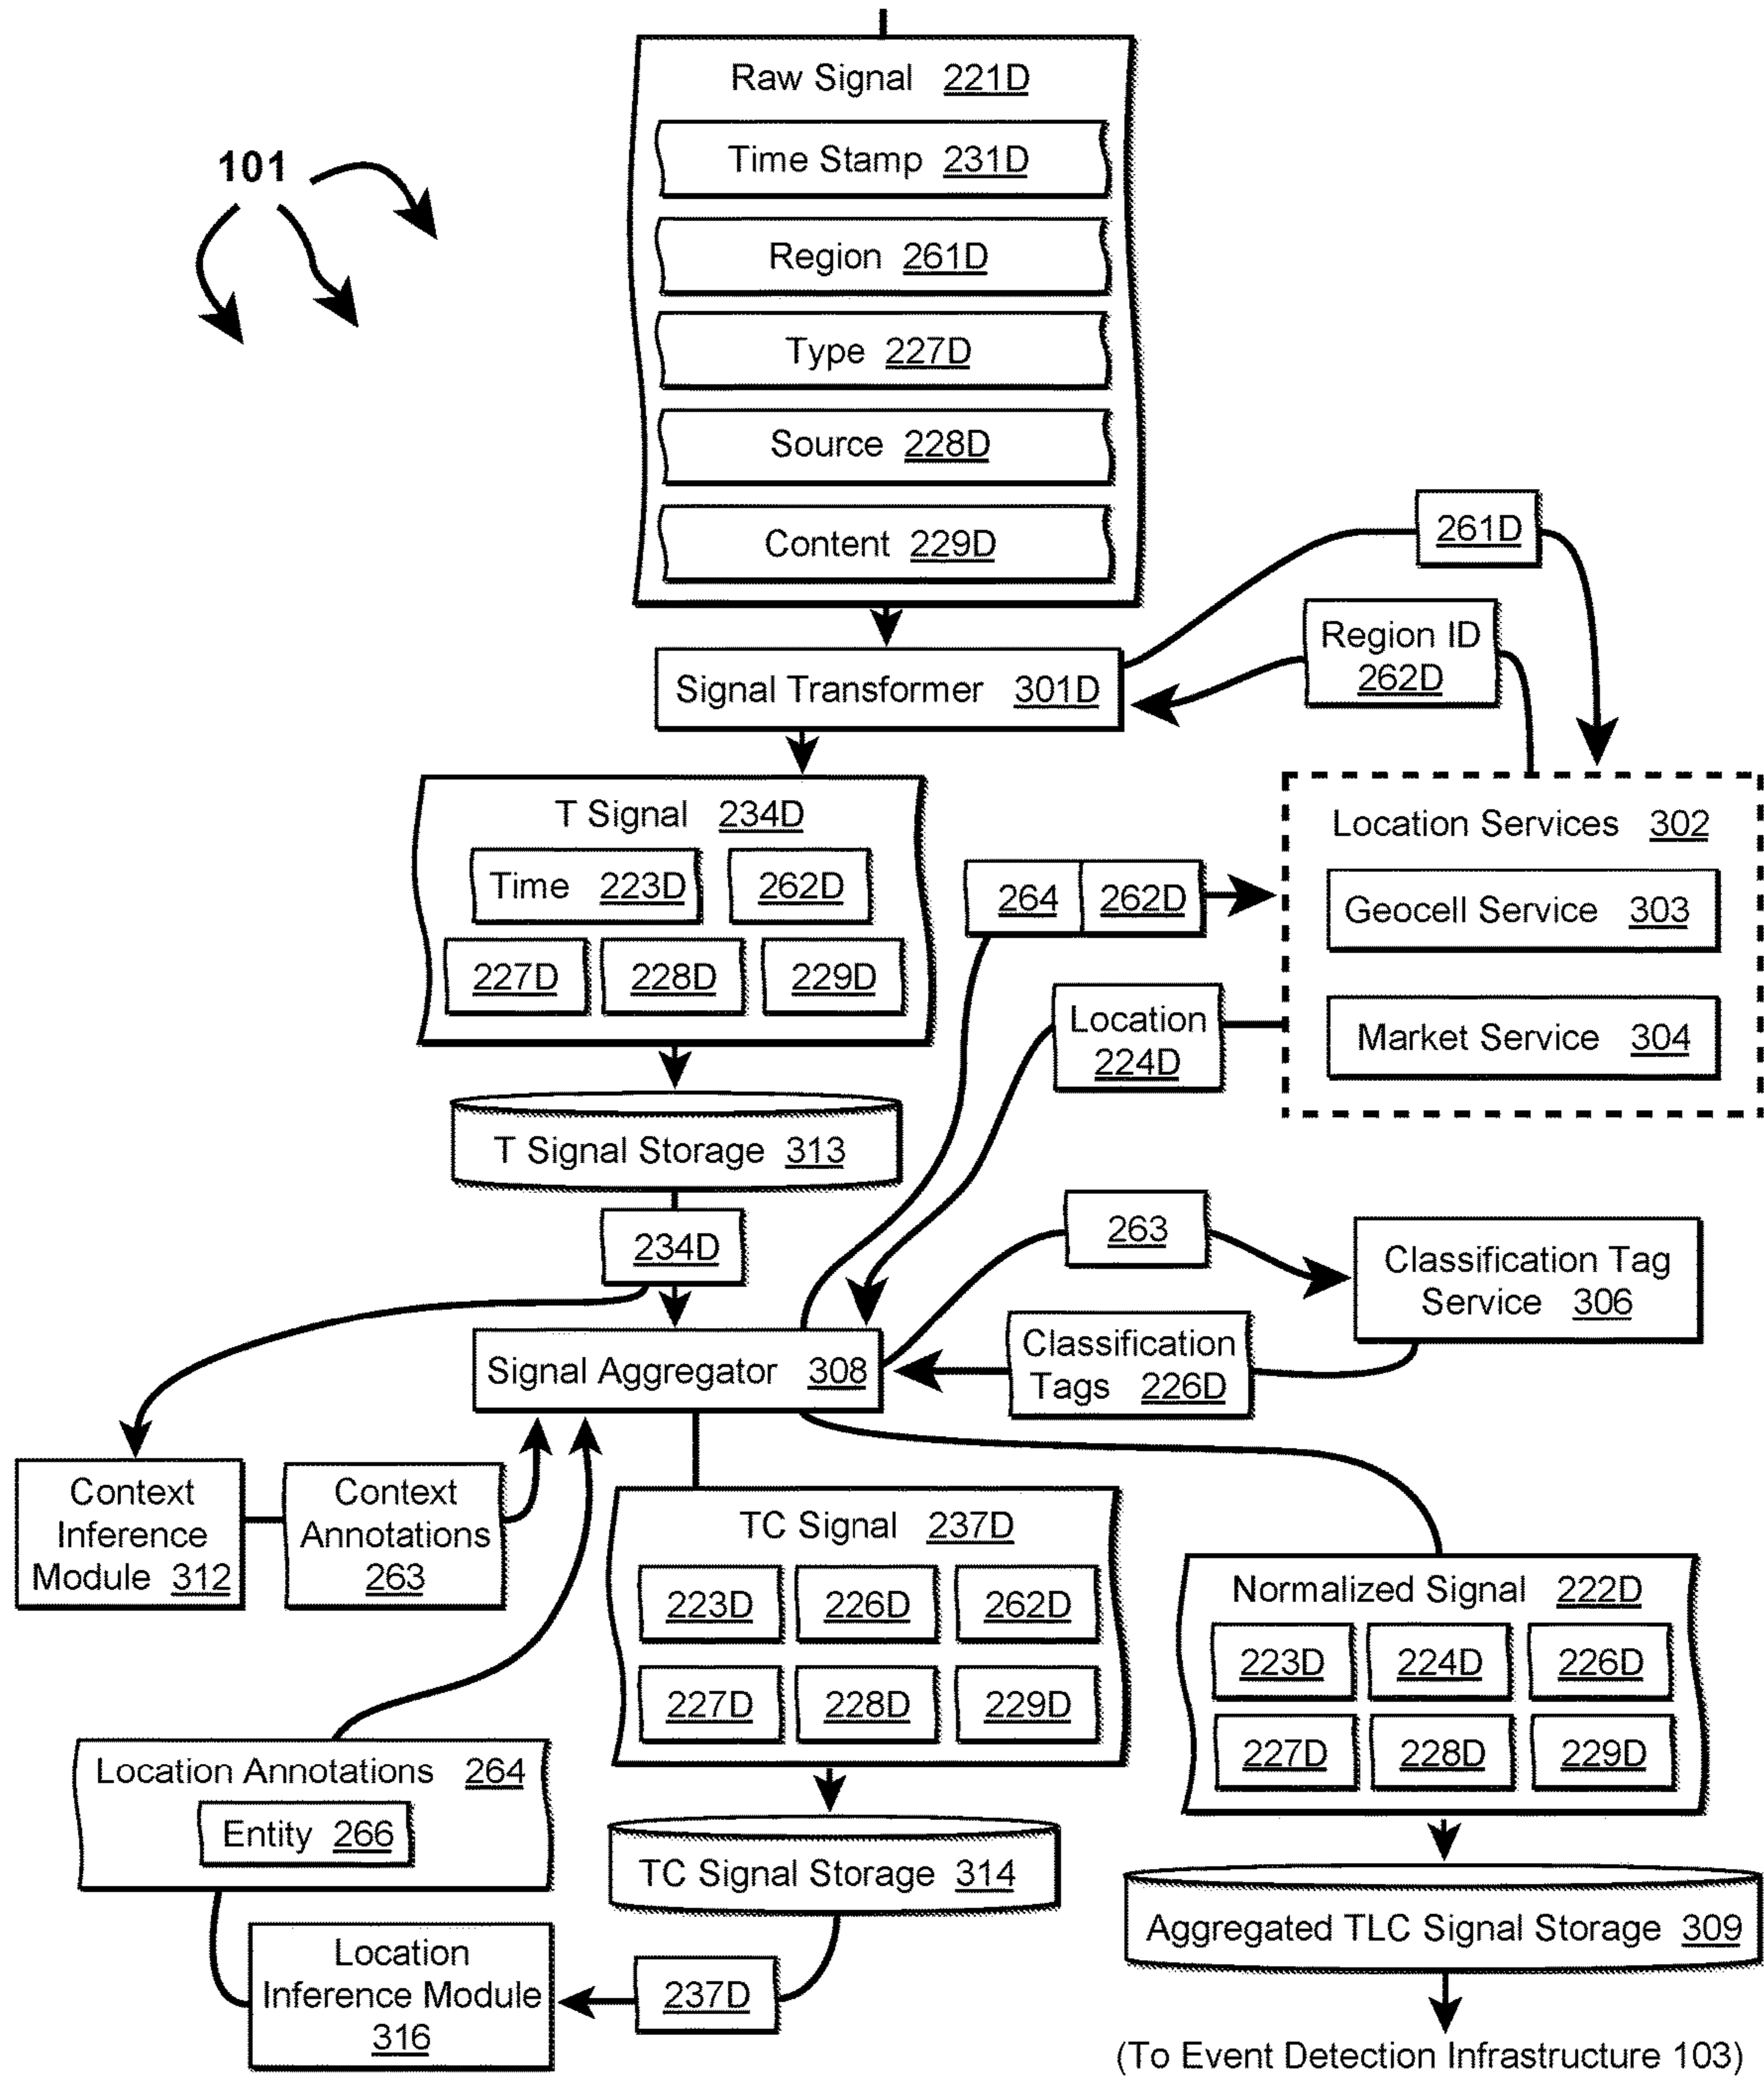 Raw Signal 221D
101
Time Stamp 231D
Region 261D
Type 227D
Source 228D
Content 229D
261D
Region ID
262D
Signal Transformer 301D
T Signal 234D
Time 223D
262D
227D
228D
229D
Location Services 302
Geocell Service 303
Market Service 304
264
262D
Location
224D
T Signal Storage 313
234D
263
Classification Tag
Service 306
Classification
Tags 226D
Signal Aggregator 308
Context
Inference
Module 312
Context
Annotations
263
TC Signal 237D
223D
226D
262D
227D
228D
229D
Normalized Signal 222D
223D
224D
226D
227D
228D
229D
Location Annotations 264
Entity 266
TC Signal Storage 314
Aggregated TLC Signal Storage 309
Location
Inference Module
316
237D
(To Event Detection Infrastructure 103)